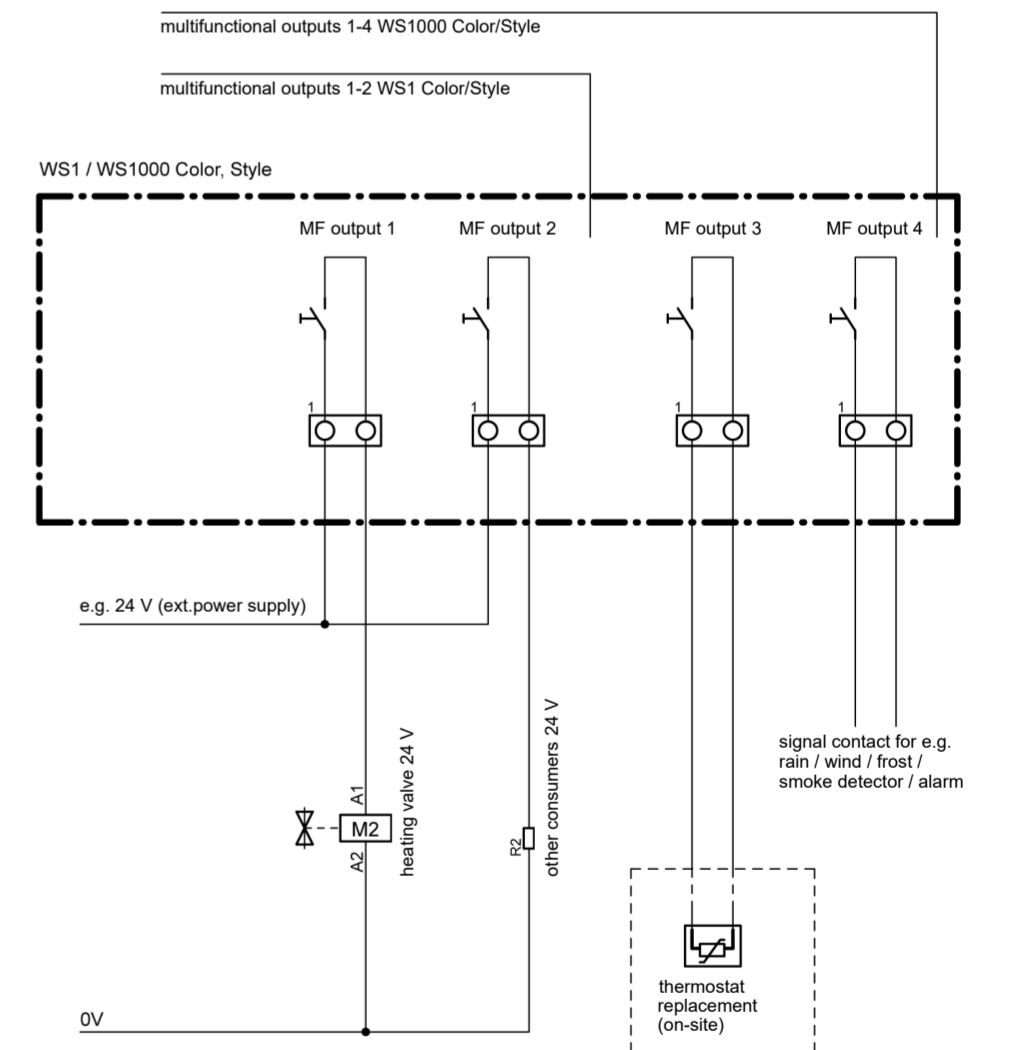 multifunctional outputs 1-4 WS1000 Color/Style
multifunctional outputs 1-2 WS1 Color/Style
WS1 / WS1000 Color, Style
MF output 1
MF output 2
MF output 3
MF output 4
1
1
1
1
e.g. 24 V (ext.power supply)
A1
M2
A2
heating valve 24 V
R2
other consumers 24 V
signal contact for e.g.
rain / wind / frost /
smoke detector / alarm
thermostat
replacement
(on-site)
0V